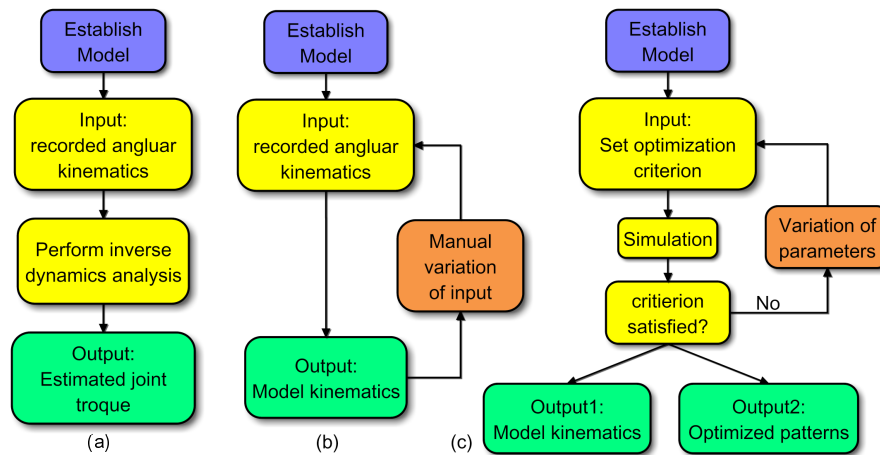 Establish
Model
Input:
recorded angluar
kinematics
Perform inverse
dynamics analysis
Output:
Estimated joint
troque
(a)
Establish
Model
Input:
recorded angluar
kinematics
Manual
variation
of input
Output:
Model kinematics
(b)
Establish
Model
Input:
Set optimization
criterion
Simulation
Variation of
parameters
critierion
satisfied?
No
Output1:
Model kinematics
Output2:
Optimized patterns
(c)